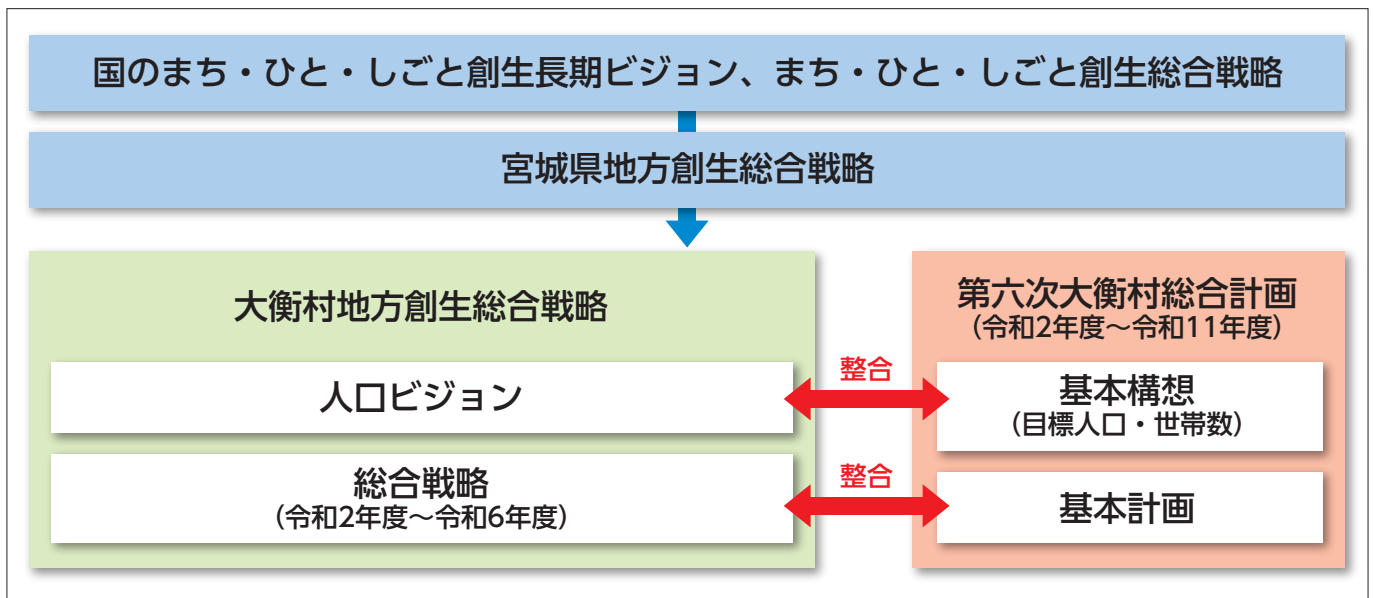 国のまち・ひと・しごと創生長期ビジョン、まち・ひと・しごと創生総合戦略
宮城県地方創生総合戦略
大衡村地方創生総合戦略
人口ビジョン
総合戦略
(令和2年度～令和6年度)
整合
整合
第六次大衡村総合計画
(令和2年度～令和11年度)
基本構想
(目標人口・世帯数)
基本計画